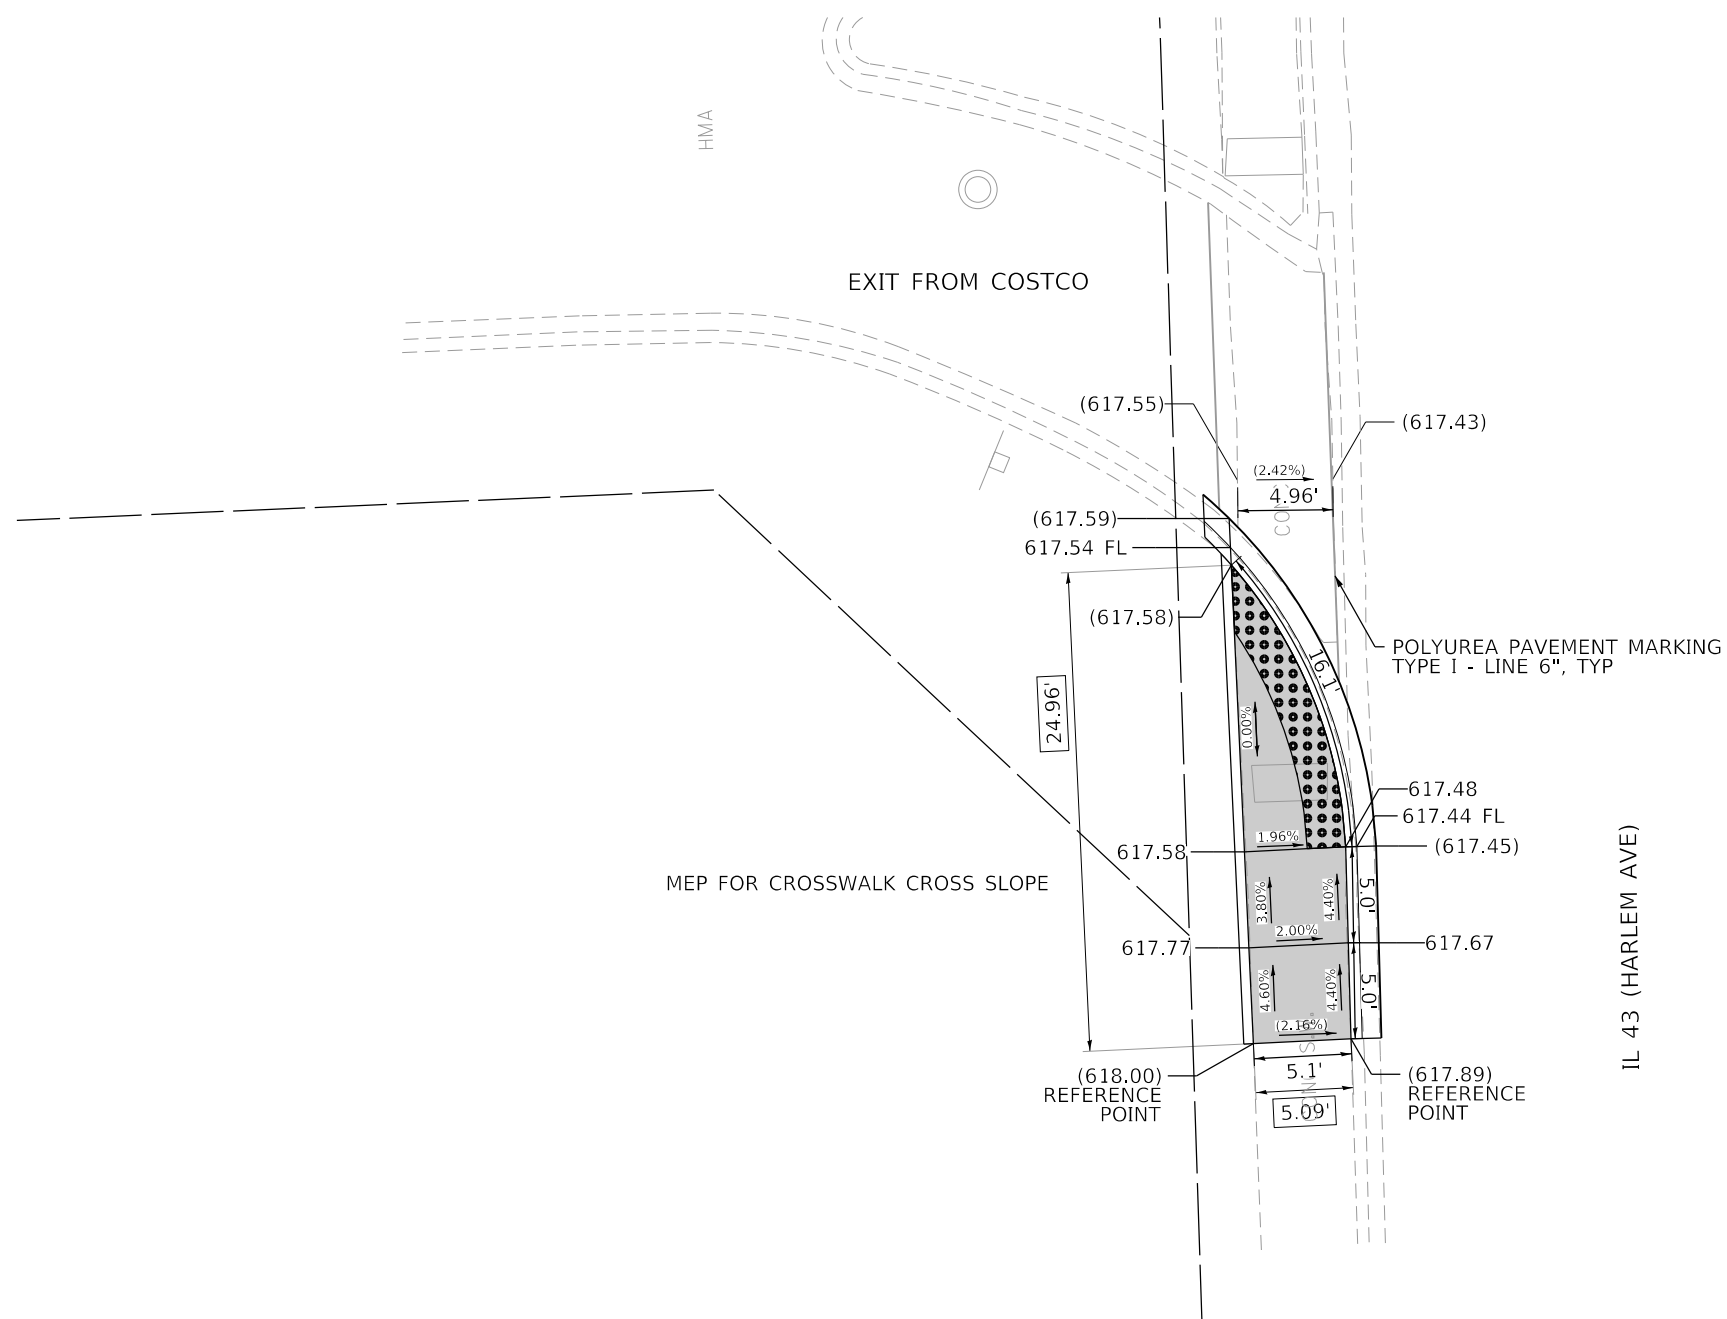 HMA
EXIT FROM COSTCO
(617.55)
(617.43)
(2.42%)
4.96'
(617.59)
617.54 FL
(617.58)
POLYUREA PAVEMENT MARKING
TYPE I - LINE 6", TYP
16.1'
24.96'
0.00%
617.48
617.44 FL
(617.45)
1.96%
617.58
MEP FOR CROSSWALK CROSS SLOPE
3.80%
4.40%
5.0'
2.00%
617.77
617.67
4.60%
4.40%
5.0'
(2.16%)
(618.00)
REFERENCE
POINT
5.1'
5.09'
(617.89)
REFERENCE
POINT
IL 43 (HARLEM AVE)